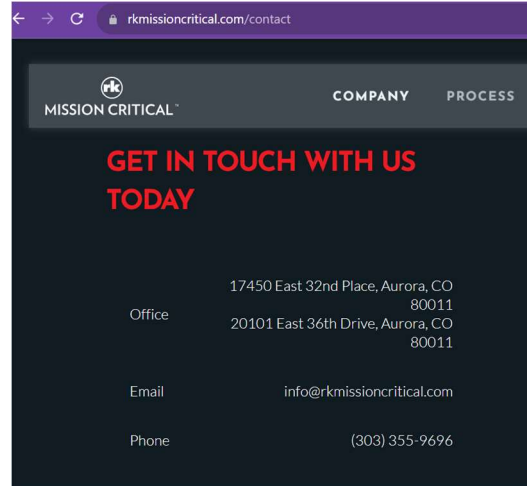 rkmissioncritical.com/contact
rk
MISSION CRITICAL™
COMPANY PROCESS
GET IN TOUCH WITH US
TODAY
Office
17450 East 32nd Place, Aurora, CO
80011
20101 East 36th Drive, Aurora, CO
80011
Email info@rkmissioncritical.com
Phone (303) 355-9696